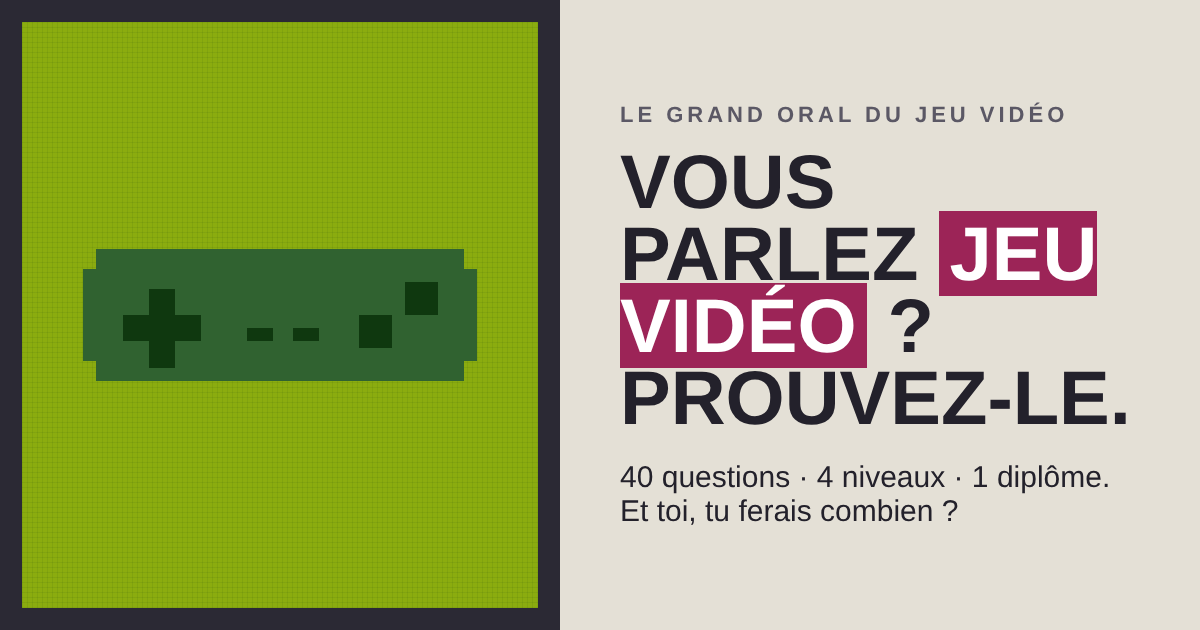 LE GRAND ORAL DU JEU VIDÉO
VOUS
PARLEZ JEU
VIDÉO ?
PROUVEZ-LE.
40 questions · 4 niveaux · 1 diplôme.
Et toi, tu ferais combien ?